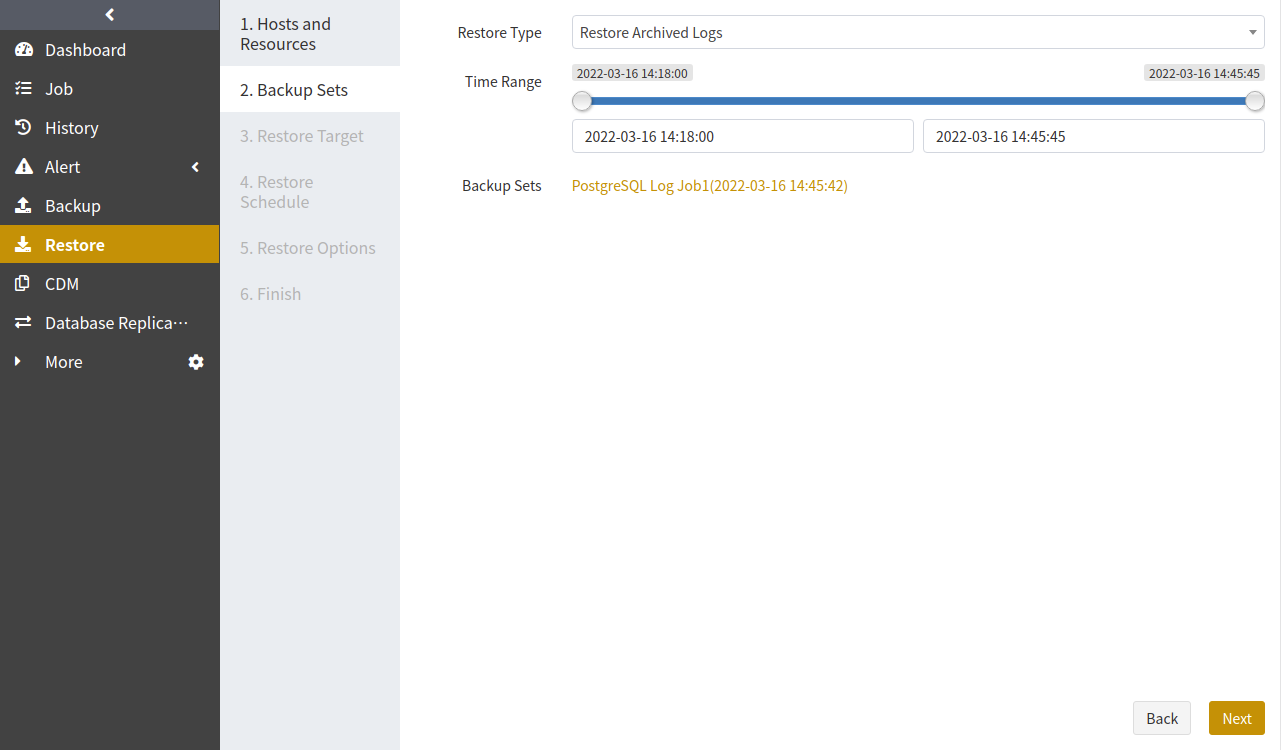 Dashboard
Job
History
Alert
Backup
Restore
CDM
Database Replica···
More
1. Hosts and
Resources
2. Backup Sets
3. Restore Target
4. Restore
Schedule
5. Restore Options
6. Finish
Restore Type
Restore Archived Logs
Time Range
2022-03-16 14:18:00
2022-03-16 14:45:45
2022-03-16 14:18:00
2022-03-16 14:45:45
Backup Sets
PostgreSQL Log Job1(2022-03-16 14:45:42)
Back
Next